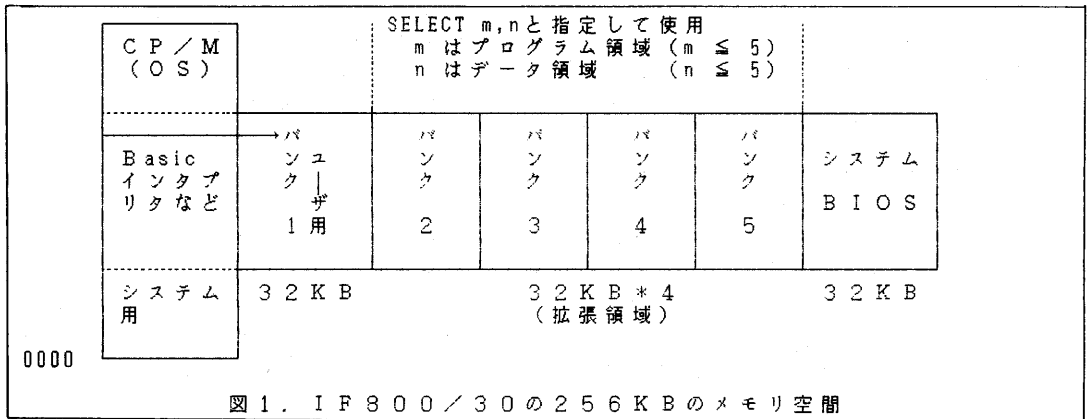 SELECT m,nと指定して使用
m はプログラム領域 (m ≦ 5)
n はデータ領域 (n ≦ 5)
CP/M
(OS)
Basic
インタプ
リタなど
バンク1
ユーザ用
バンク2
バンク3
バンク4
バンク5
システム
BIOS
システム
用
32KB
32KB*4
(拡張領域)
32KB
0000
図1. IF800/30の256KBのメモリ空間